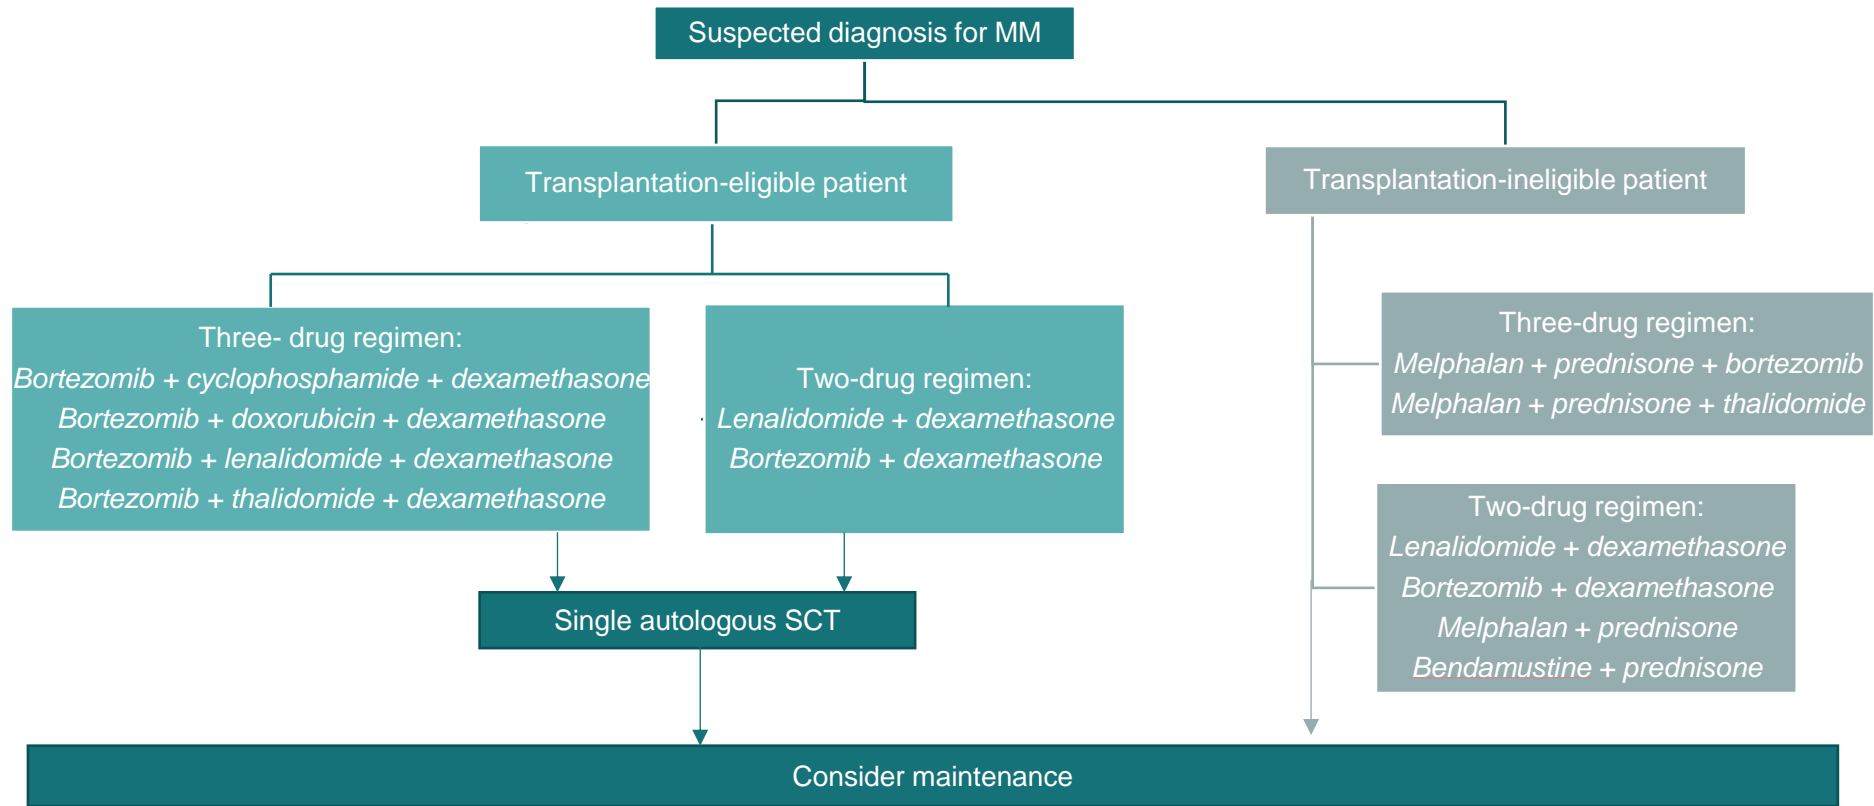 Suspected diagnosis for MM
Transplantation-eligible patient
Transplantation-ineligible patient
Three- drug regimen:
Bortezomib + cyclophosphamide + dexamethasone
Bortezomib + doxorubicin + dexamethasone
Bortezomib + lenalidomide + dexamethasone
Bortezomib + thalidomide + dexamethasone
Two-drug regimen:
Lenalidomide + dexamethasone
Bortezomib + dexamethasone
Three-drug regimen:
Melphalan + prednisone + bortezomib
Melphalan + prednisone + thalidomide
Two-drug regimen:
Lenalidomide + dexamethasone
Bortezomib + dexamethasone
Melphalan + prednisone
Bendamustine + prednisone
Single autologous SCT
Consider maintenance